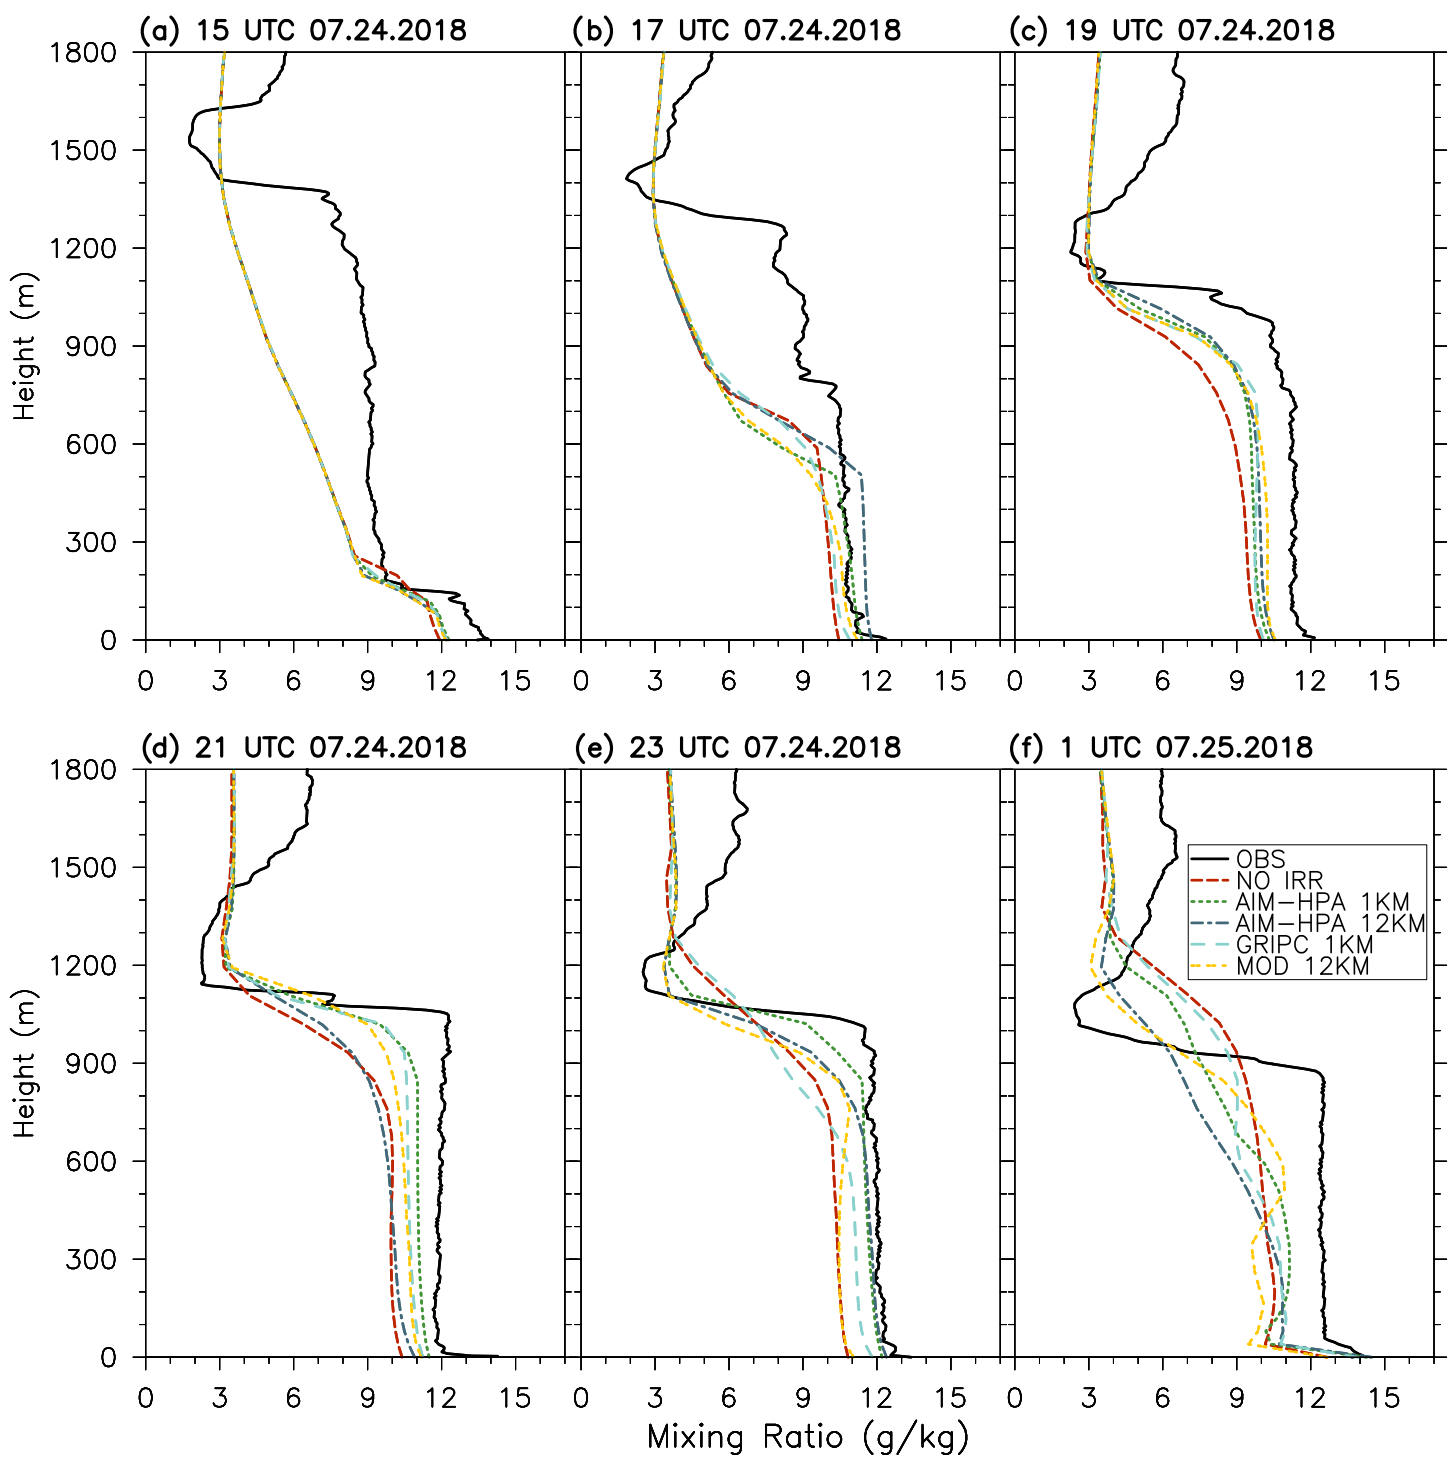 (a) 15 UTC 07.24.2018
(b) 17 UTC 07.24.2018
(c) 19 UTC 07.24.2018
1800
1500
1200
900
600
300
0
Height (m)
0 3 6 9 12 15
0 3 6 9 12 15
0 3 6 9 12 15
(d) 21 UTC 07.24.2018
(e) 23 UTC 07.24.2018
(f) 1 UTC 07.25.2018
1800
1500
1200
900
600
300
0
Height (m)
OBS
NO IRR
AIM-HPA 1KM
AIM-HPA 12KM
GRIPC 1KM
MOD 12KM
0 3 6 9 12 15
0 3 6 9 12 15
0 3 6 9 12 15
Mixing Ratio (g/kg)